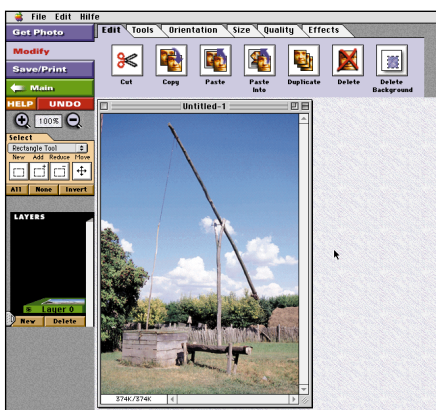 File Edit Hilfe
Get Photo
Modify
Save/Print
Main
HELP UNDO
100%
Select
Rectangle Tool
New Add Reduce Move
All None Invert
LAYERS
Layer 0
New Delete
Edit Tools Orientation Size Quality Effects
Cut Copy Paste Paste Into Duplicate Delete Delete Background
Untitled-1
374K/374K